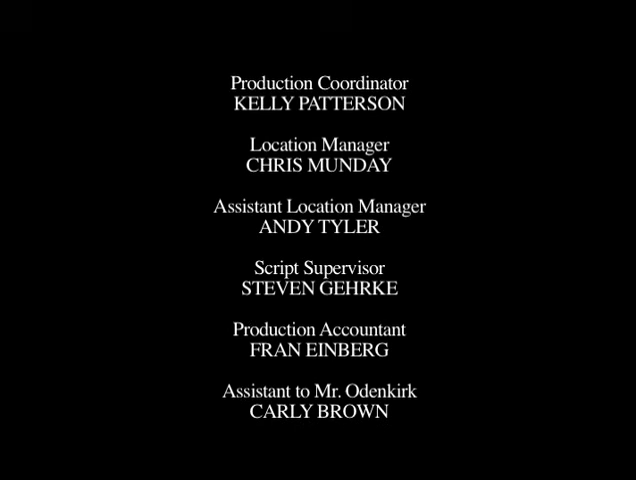 Production Coordinator
KELLY PATTERSON
Location Manager
CHRIS MUNDAY
Assistant Location Manager
ANDY TYLER
Script Supervisor
STEVEN GEHRKE
Production Accountant
FRAN EINBERG
Assistant to Mr. Odenkirk
CARLY BROWN